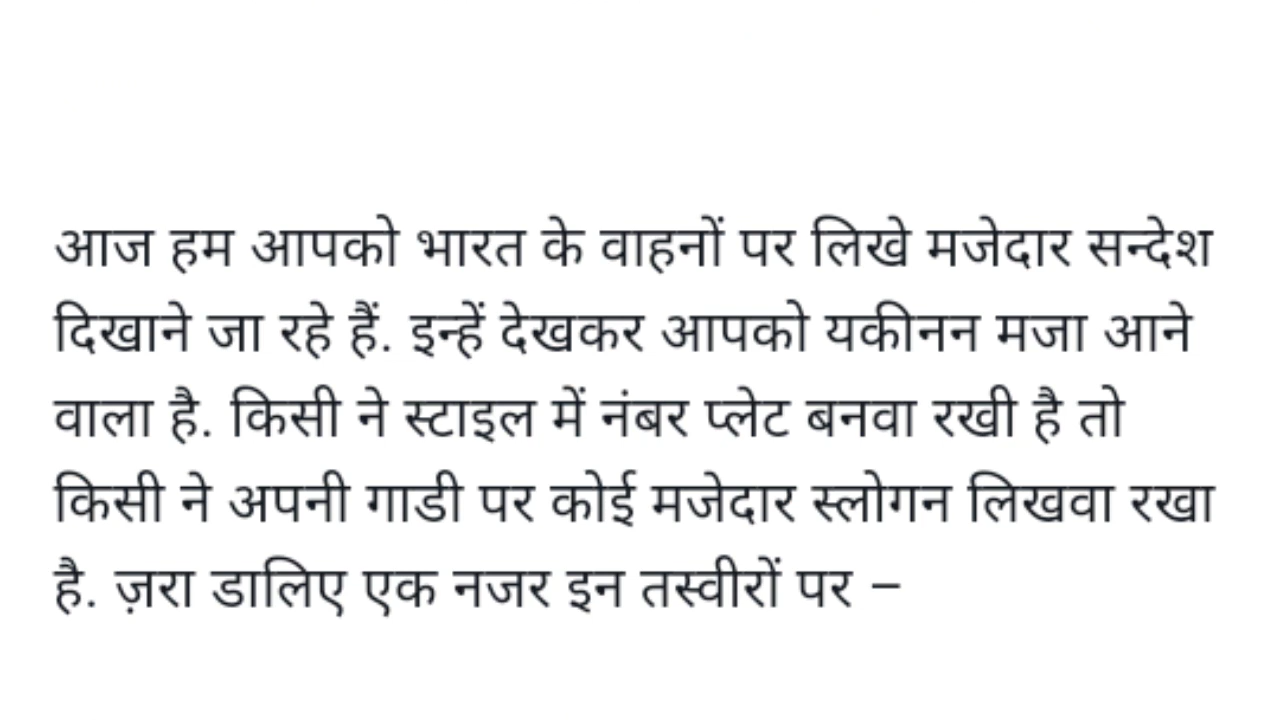 आज हम आपको भारत के वाहनों पर लिखे मजेदार सन्देश
दिखाने जा रहे हैं. इन्हें देखकर आपको यकीनन मजा आने
वाला है. किसी ने स्टाइल में नंबर प्लेट बनवा रखी है तो
किसी ने अपनी गाडी पर कोई मजेदार स्लोगन लिखवा रखा
है. ज़रा डालिए एक नजर इन तस्वीरों पर –